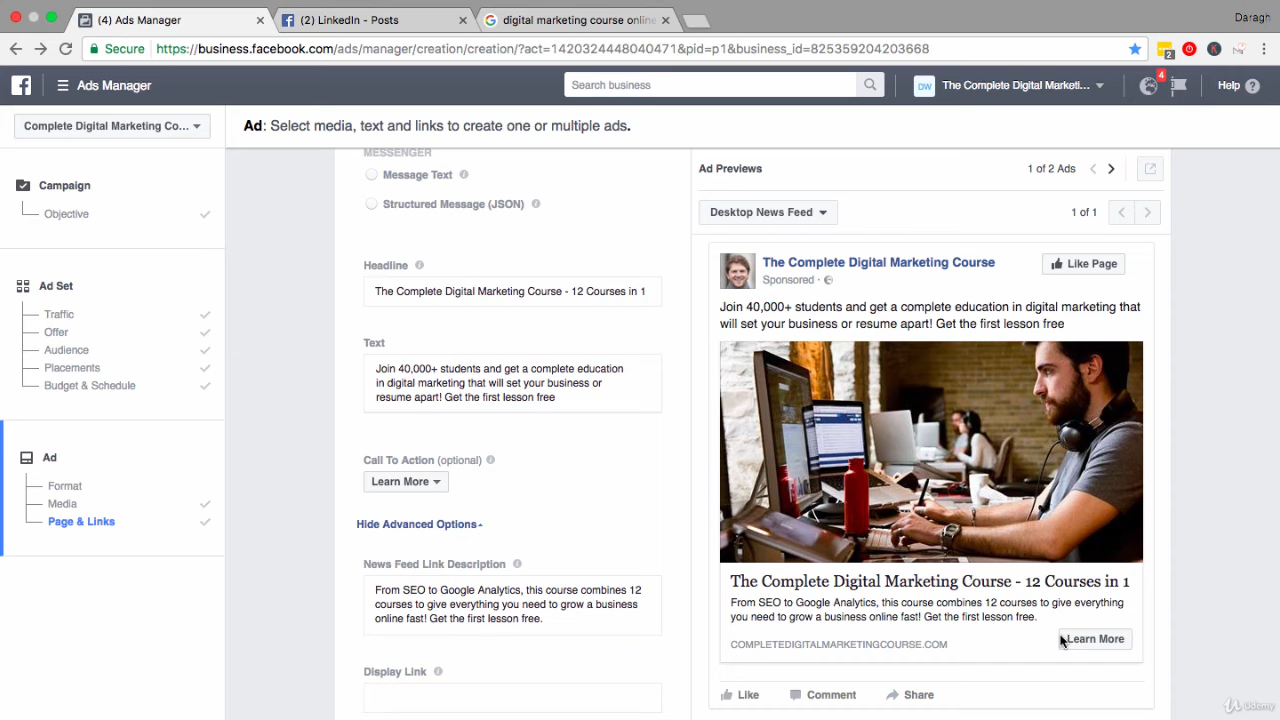 (4) Ads Manager
(2) LinkedIn - Posts
digital marketing course online
Daragh
Secure
https://business.facebook.com/ads/manager/creation/creation/?act=1420324448040471&pid=p1&business_id=825359204203668
2
Ads Manager
Search business
DW
The Complete Digital Marketi...
4
Help
Complete Digital Marketing Co...
Ad: Select media, text and links to create one or multiple ads.
Campaign
Objective
Ad Set
Traffic
Offer
Audience
Placements
Budget & Schedule
Ad
Format
Media
Page & Links
MESSENGER
Message Text
Structured Message (JSON)
Headline
The Complete Digital Marketing Course - 12 Courses in 1
Text
Join 40,000+ students and get a complete education
in digital marketing that will set your business or
resume apart! Get the first lesson free
Call To Action (optional)
Learn More
Hide Advanced Options
News Feed Link Description
From SEO to Google Analytics, this course combines 12
courses to give everything you need to grow a business
online fast! Get the first lesson free.
Display Link
Ad Previews
1 of 2 Ads
Desktop News Feed
1 of 1
The Complete Digital Marketing Course
Sponsored ·
Like Page
Join 40,000+ students and get a complete education in digital marketing that
will set your business or resume apart! Get the first lesson free
The Complete Digital Marketing Course - 12 Courses in 1
From SEO to Google Analytics, this course combines 12 courses to give everything
you need to grow a business online fast! Get the first lesson free.
COMPLETEDIGITALMARKETINGCOURSE.COM
Learn More
Like
Comment
Share
Udemy